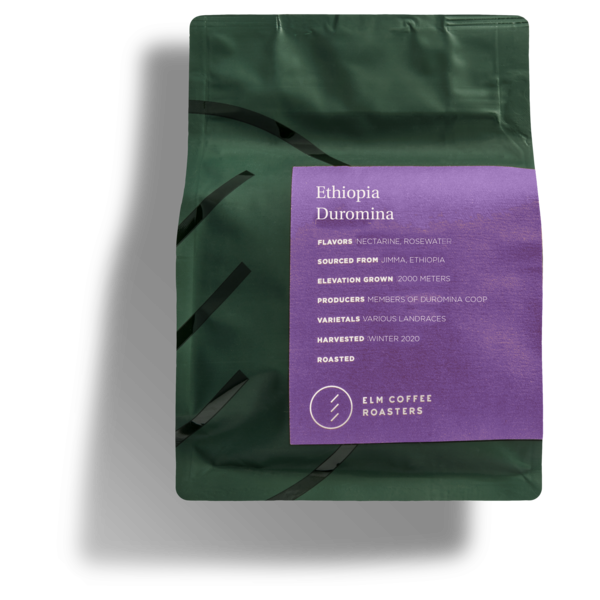 Ethiopia
Duromina
FLAVORS NECTARINE, ROSEWATER
SOURCED FROM JIMMA, ETHIOPIA
ELEVATION GROWN 2000 METERS
PRODUCERS MEMBERS OF DUROMINA COOP
VARIETALS VARIOUS LANDRACES
HARVESTED WINTER 2020
ROASTED
ELM COFFEE
ROASTERS